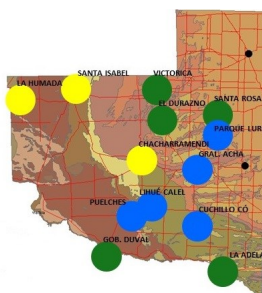 SANTA ISABEL
VICTORICA
LA HUMADA
EL DURAZNO
SANTA ROSA
PARQUE LUR
CHACHARRAMENDI
GRAL. ACHA
LIHUÉ CALEL
PUELCHES
CUCHILLO CÓ
GOB. DUVAL
LA ADELA